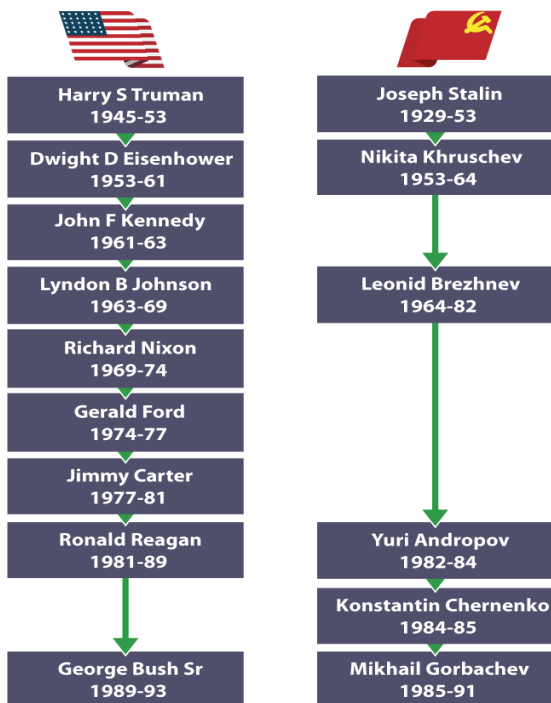 Harry S Truman
1945-53
Dwight D Eisenhower
1953-61
John F Kennedy
1961-63
Lyndon B Johnson
1963-69
Richard Nixon
1969-74
Gerald Ford
1974-77
Jimmy Carter
1977-81
Ronald Reagan
1981-89
George Bush Sr
1989-93
Joseph Stalin
1929-53
Nikita Khruschev
1953-64
Leonid Brezhnev
1964-82
Yuri Andropov
1982-84
Konstantin Chernenko
1984-85
Mikhail Gorbachev
1985-91